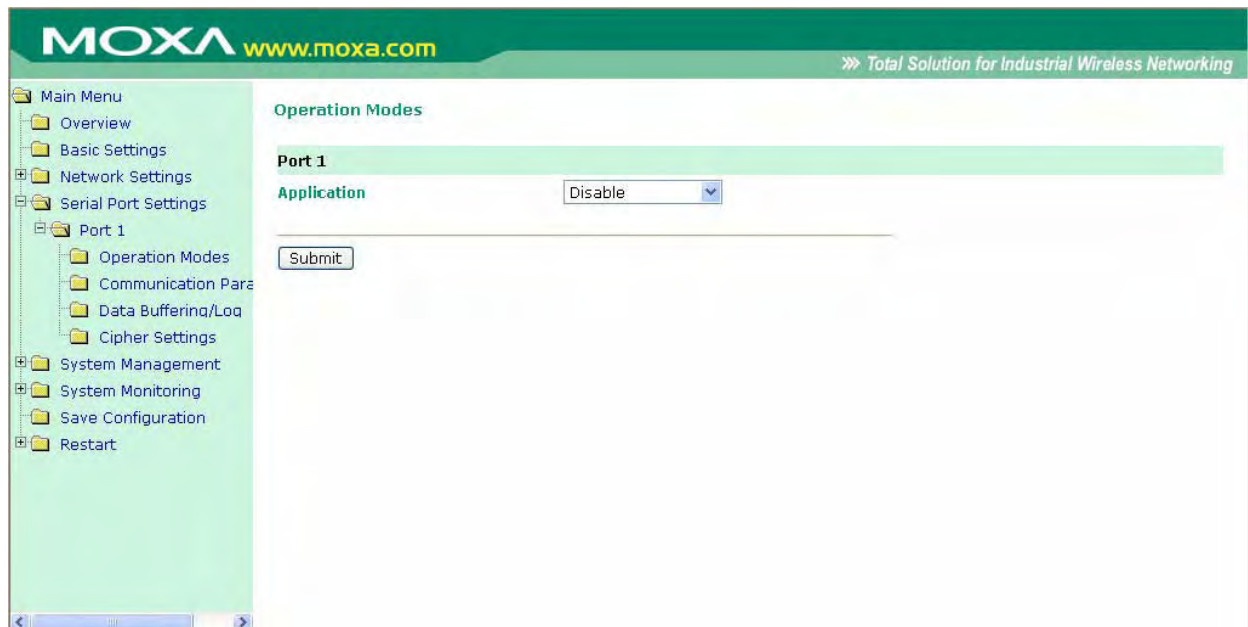 MOXA www.moxa.com
Total Solution for Industrial Wireless Networking
Main Menu
Overview
Basic Settings
Network Settings
Serial Port Settings
Port 1
Operation Modes
Communication Para
Data Buffering/Log
Cipher Settings
System Management
System Monitoring
Save Configuration
Restart
Operation Modes
Port 1
Application Disable
Submit